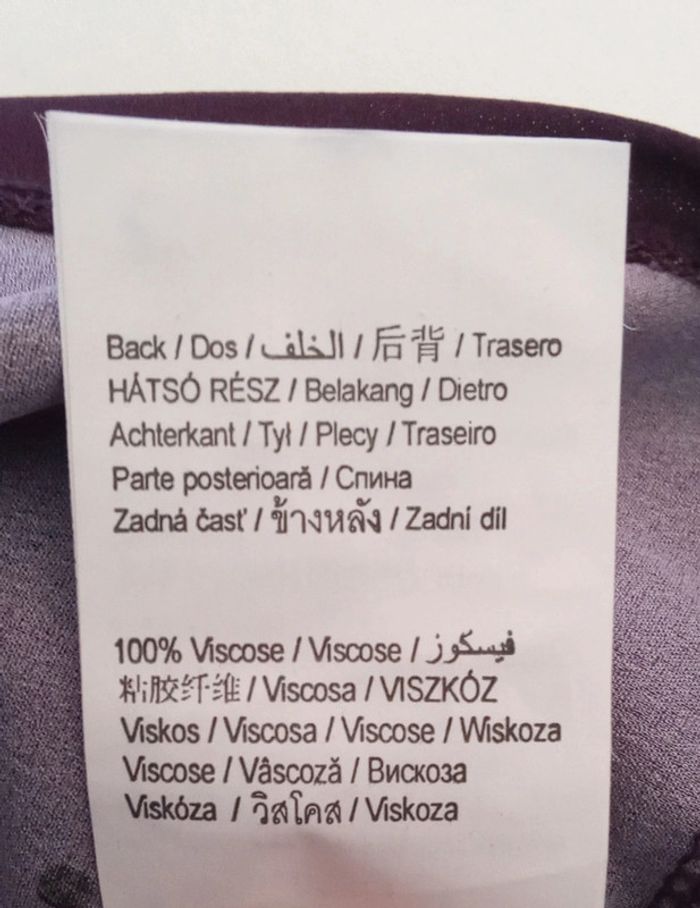 Back / Dos / الخلف / 后背 / Trasero
HÁTSÓ RÉSZ / Belakang / Dietro
Achterkant / Tył / Plecy / Traseiro
Parte posterioară / Спина
Zadná časť / ข้างหลัง / Zadní díl
100% Viscose / Viscose / فيسكوز
粘胶纤维 / Viscosa / VISZKÓZ
Viskos / Viscosa / Viscose / Wiskoza
Viscose / Vâscoză / Вискоза
Viskóza / วิสโคส / Viskoza